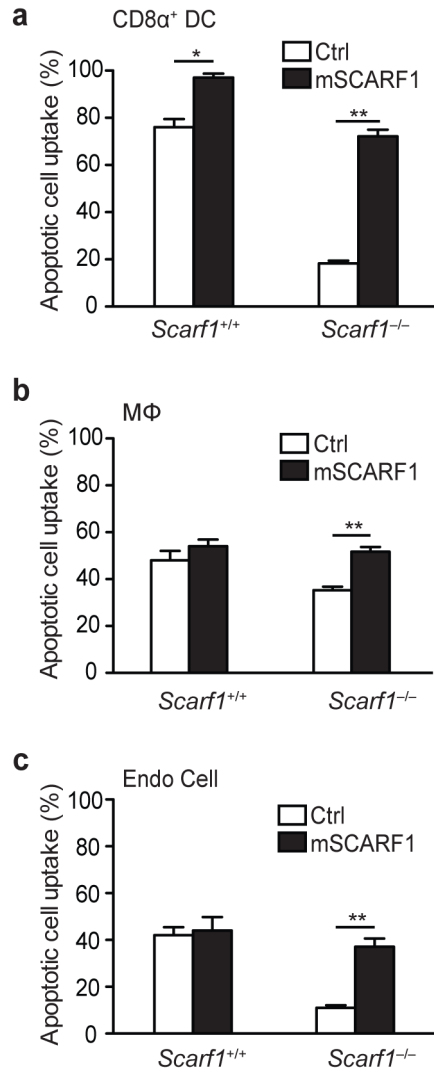 a
CD8α⁺ DC
Ctrl
mSCARF1
Apoptotic cell uptake (%)
100
80
60
40
20
0
*
**
Scarf1⁺/⁺
Scarf1⁻/⁻
b
MΦ
Ctrl
mSCARF1
Apoptotic cell uptake (%)
100
80
60
40
20
0
**
Scarf1⁺/⁺
Scarf1⁻/⁻
c
Endo Cell
Ctrl
mSCARF1
Apoptotic cell uptake (%)
100
80
60
40
20
0
**
Scarf1⁺/⁺
Scarf1⁻/⁻